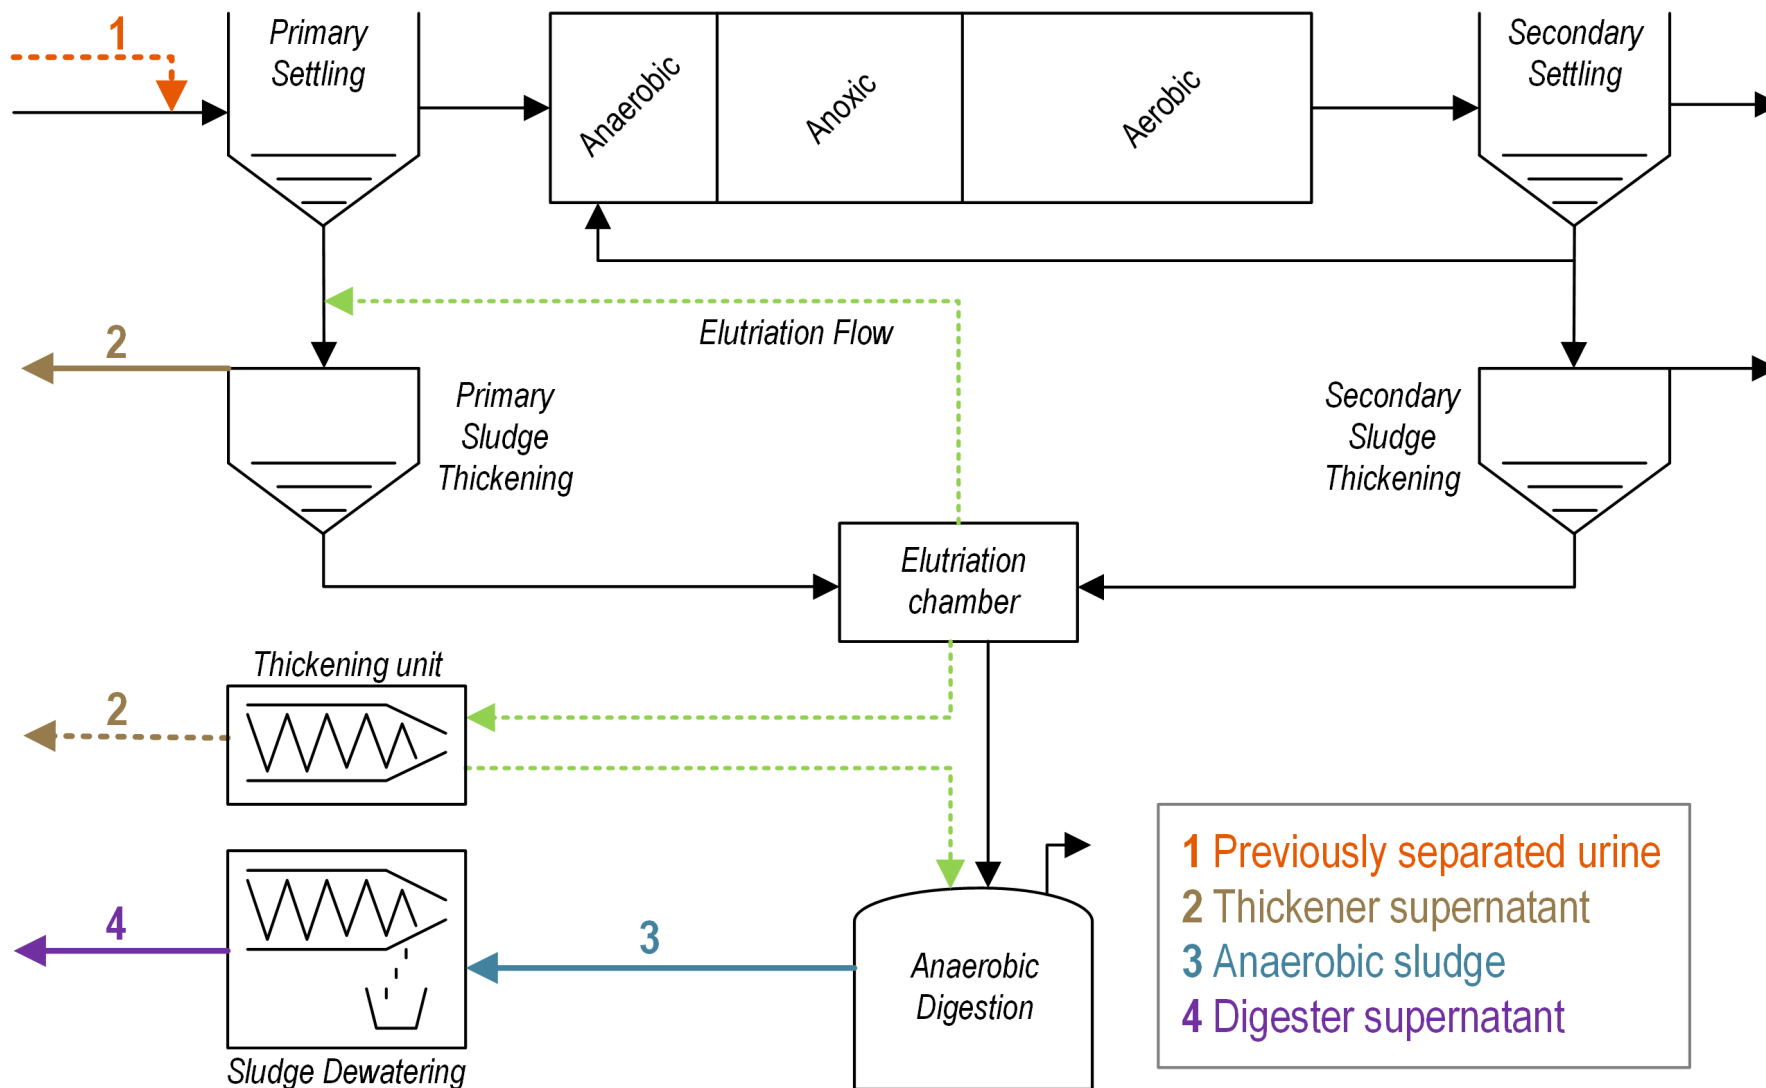 1
Primary
Settling
Anaerobic
Anoxic
Aerobic
Secondary
Settling
Elutriation Flow
2
Primary
Sludge
Thickening
Secondary
Sludge
Thickening
Elutriation
chamber
Thickening unit
2
4
3
Anaerobic
Digestion
Sludge Dewatering
1 Previously separated urine
2 Thickener supernatant
3 Anaerobic sludge
4 Digester supernatant